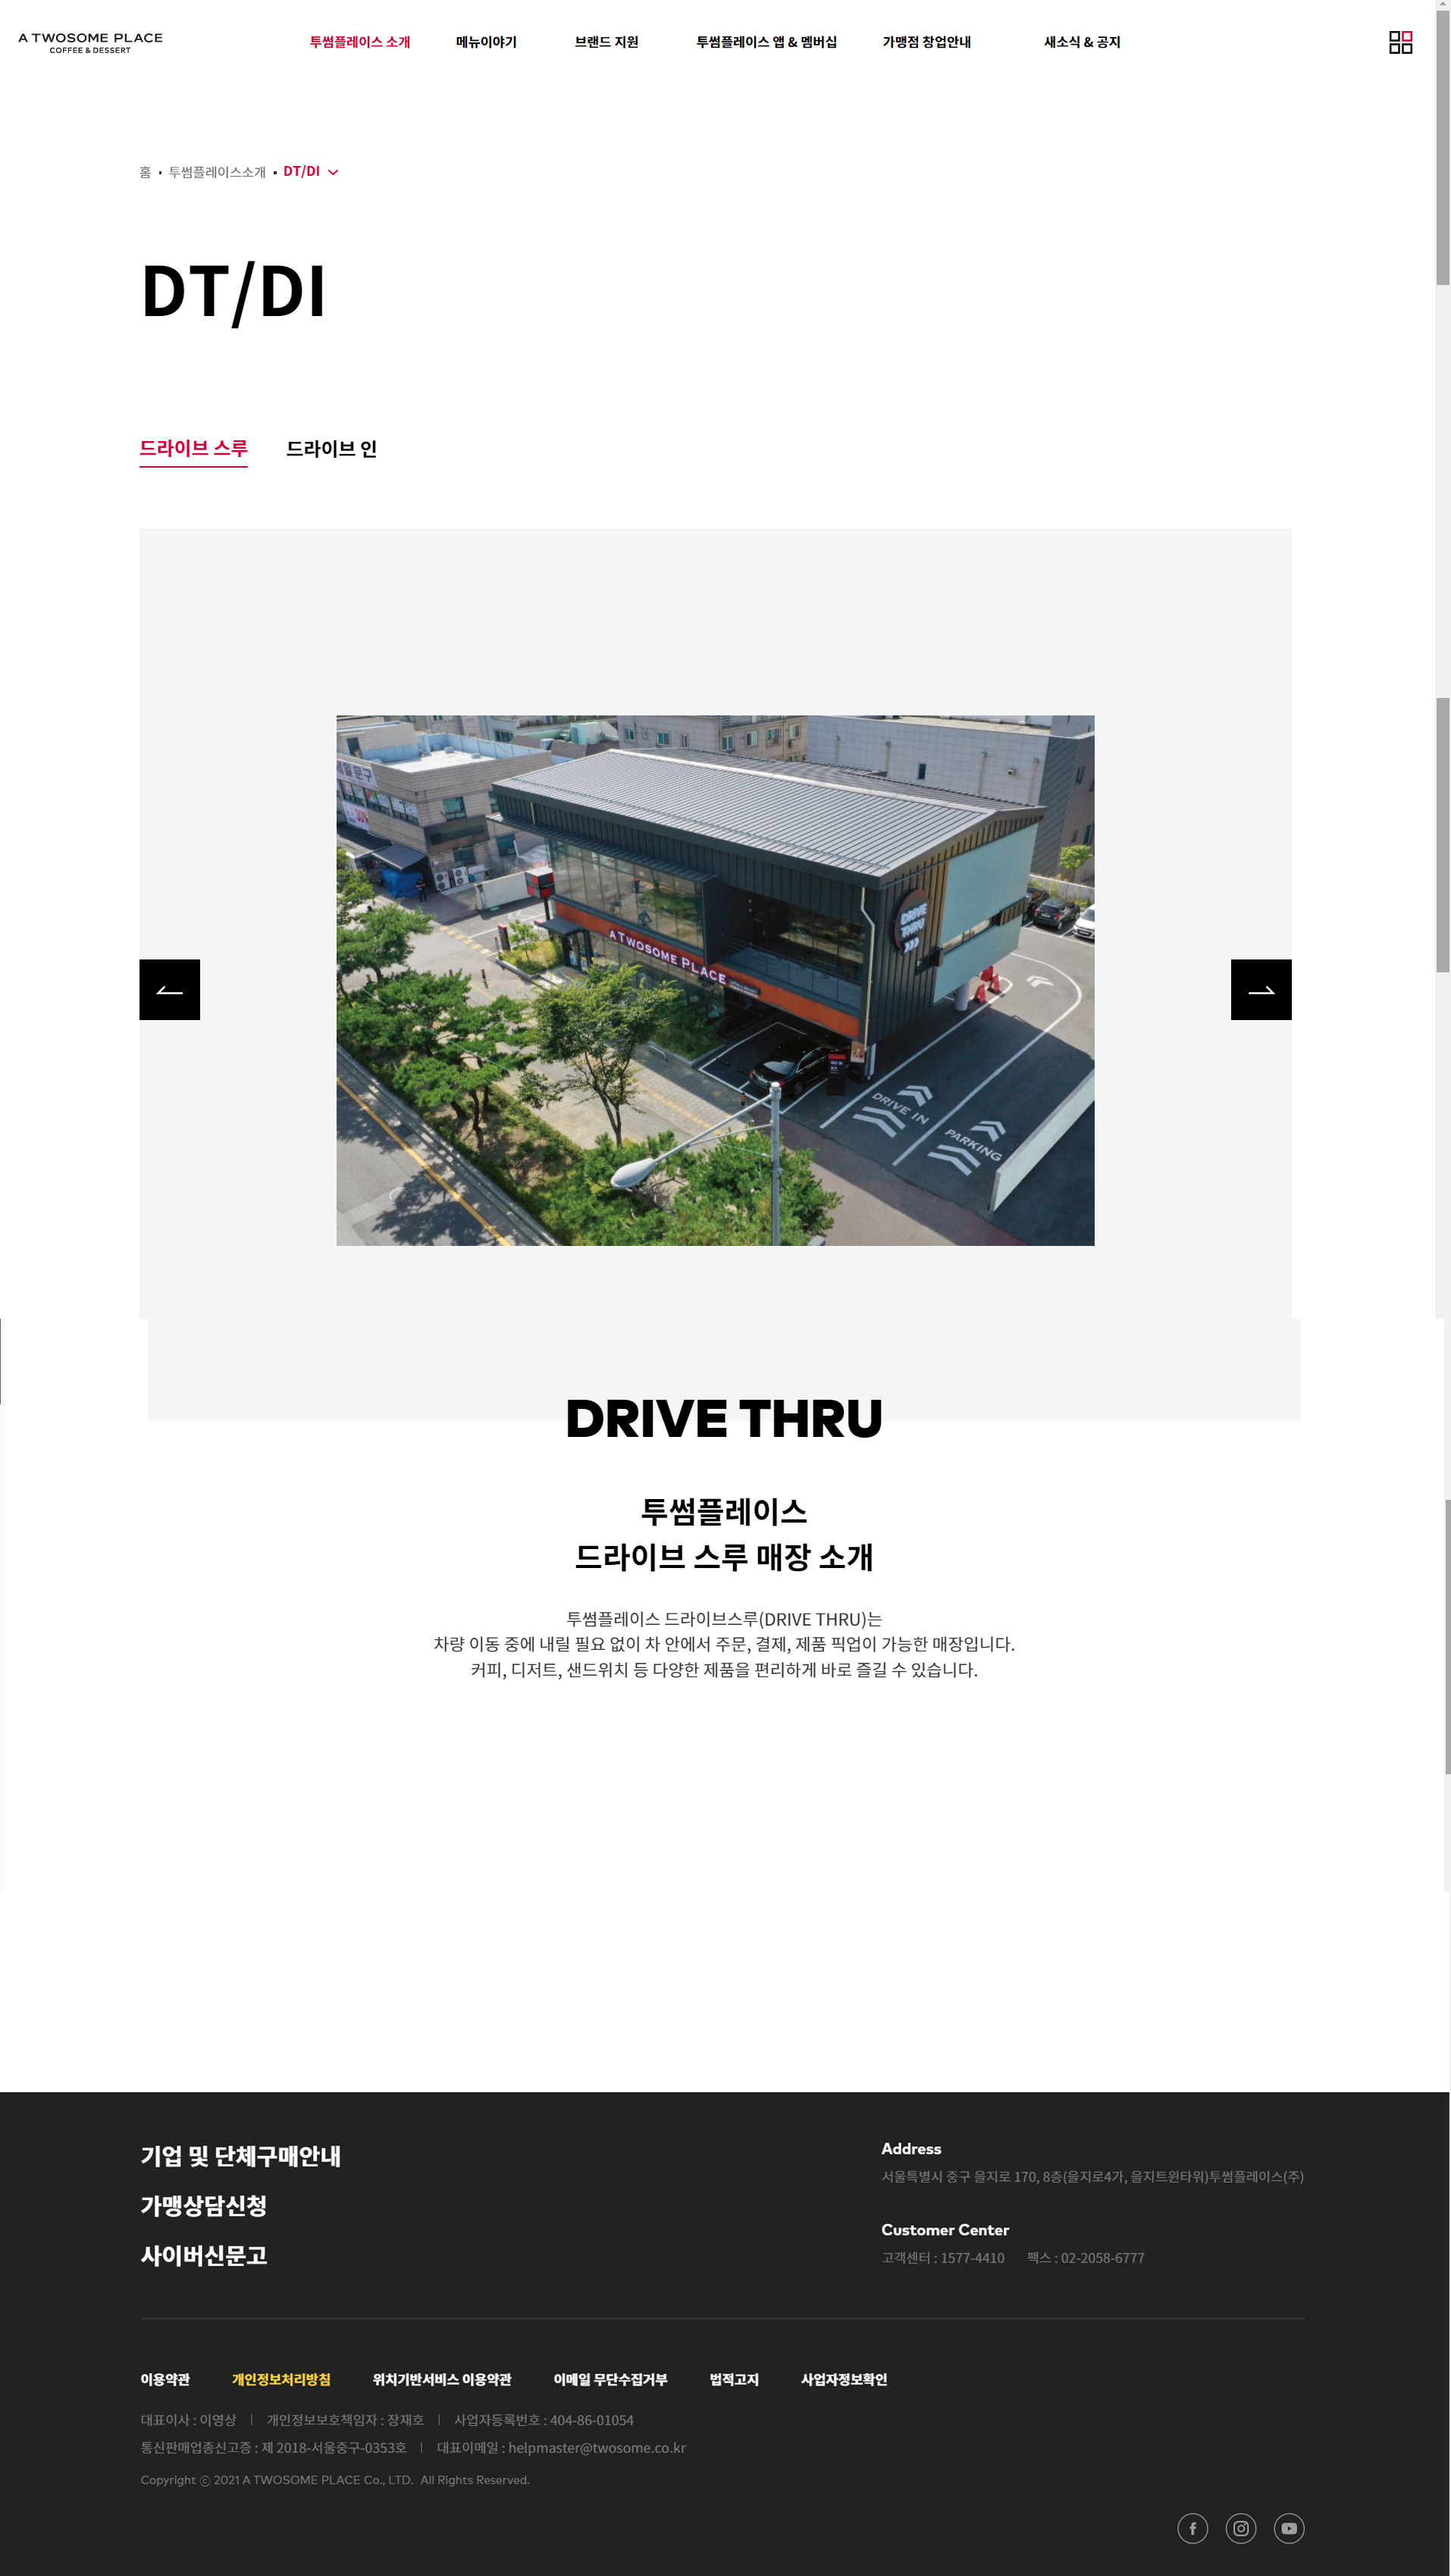 A TWOSOME PLACE
COFFEE & DESSERT
투썸플레이스 소개 메뉴이야기 브랜드 지원 투썸플레이스 앱 & 멤버십 가맹점 창업안내 새소식 & 공지
홈 투썸플레이스소개 DT/DI
DT/DI
드라이브 스루 드라이브 인
DRIVE
THRU
A TWOSOME PLACE
DRIVE IN
PARKING
DRIVE THRU
투썸플레이스
드라이브 스루 매장 소개
투썸플레이스 드라이브스루(DRIVE THRU)는
차량 이동 중에 내릴 필요 없이 차 안에서 주문, 결제, 제품 픽업이 가능한 매장입니다.
커피, 디저트, 샌드위치 등 다양한 제품을 편리하게 바로 즐길 수 있습니다.
기업 및 단체구매안내
가맹상담신청
사이버신문고
Address
서울특별시 중구 을지로 170, 8층(을지로4가, 을지트윈타워)투썸플레이스(주)
Customer Center
고객센터 : 1577-4410 팩스 : 02-2058-6777
이용약관 개인정보처리방침 위치기반서비스 이용약관 이메일 무단수집거부 법적고지 사업자정보확인
대표이사 : 이영상 | 개인정보보호책임자 : 장재호 | 사업자등록번호 : 404-86-01054
통신판매업종신고증 : 제 2018-서울중구-0353호 | 대표이메일 : helpmaster@twosome.co.kr
Copyright ⓒ 2021 A TWOSOME PLACE Co., LTD. All Rights Reserved.